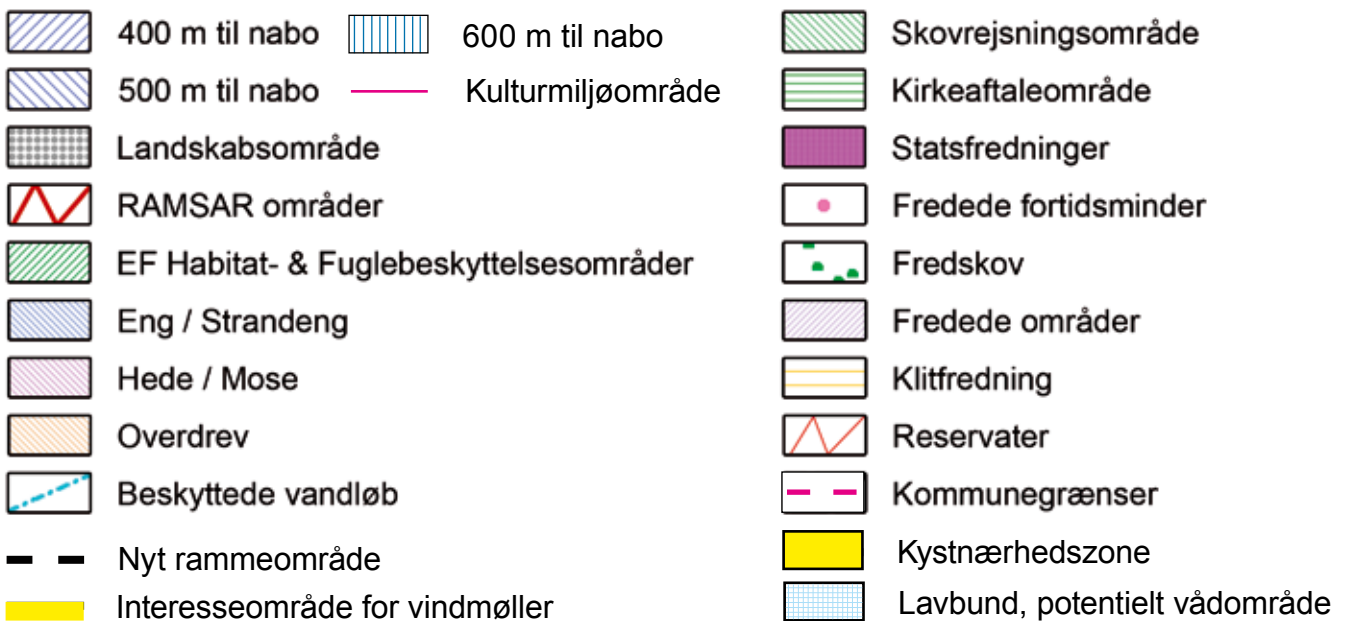 400 m til nabo
600 m til nabo
500 m til nabo
Kulturmiljøområde
Landskabsområde
RAMSAR områder
EF Habitat- & Fuglebeskyttelsesområder
Eng / Strandeng
Hede / Mose
Overdrev
Beskyttede vandløb
Nyt rammeområde
Interesseområde for vindmøller
Skovrejsningsområde
Kirkeaftaleområde
Statsfredninger
Fredede fortidsminder
Fredskov
Fredede områder
Klitfredning
Reservater
Kommunegrænser
Kystnærhedszone
Lavbund, potentielt vådområde